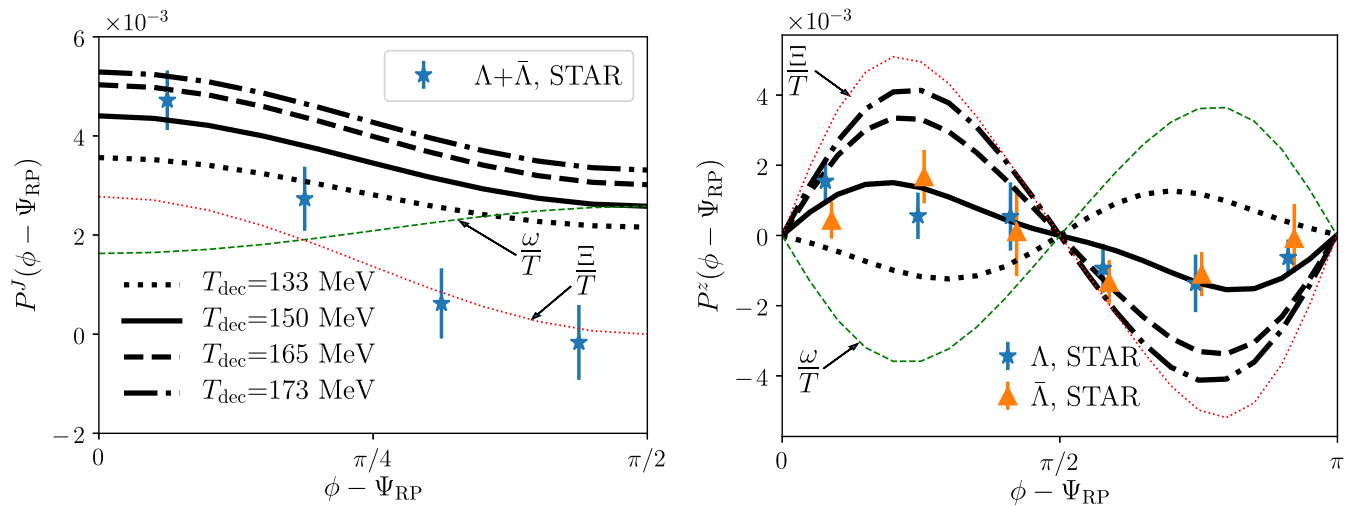 ×10⁻³
6
4
2
0
−2
P^J(ϕ − Ψ_RP)
Λ+Λ̄, STAR
ω/T
Ξ/T
T_dec=133 MeV
T_dec=150 MeV
T_dec=165 MeV
T_dec=173 MeV
0
π/4
π/2
ϕ − Ψ_RP
×10⁻³
4
2
0
−2
−4
P^z(ϕ − Ψ_RP)
Ξ/T
ω/T
Λ, STAR
Λ̄, STAR
0
π/2
π
ϕ − Ψ_RP